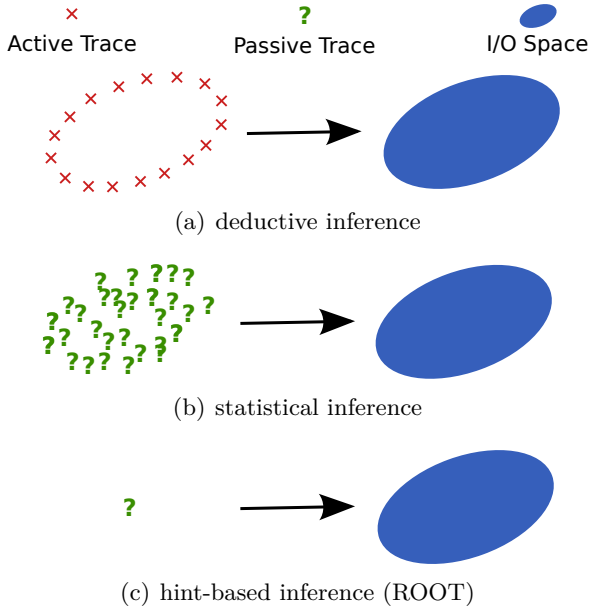 Active Trace
?
Passive Trace
I/O Space
(a) deductive inference
? ? ? ? ? ? ? ? ? ? ? ? ? ? ? ? ? ? ? ? ? ? ? ? ? ? ? ? ? ?
(b) statistical inference
?
(c) hint-based inference (ROOT)